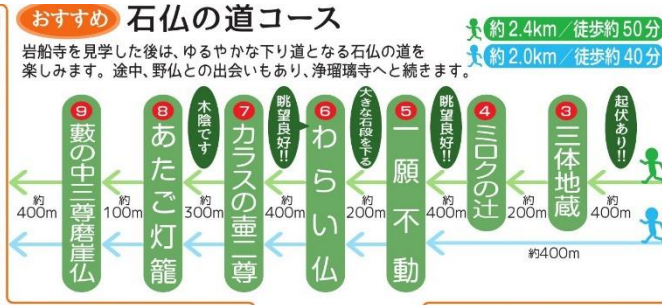 おすすめ 石仏の道コース
岩船寺を見学した後は、ゆるやかな下り道となる石仏の道を
楽しみます。途中、野仏との出会いもあり、浄瑠璃寺へと続きます。
約2.4km／徒歩約50分
約2.0km／徒歩約40分
起伏あり!!
3 三体地蔵
4 ミロクの辻
眺望良好!!
5 一願不動
大きな石段を下る
6 わらい仏
眺望良好!!
7 カラスの壷二尊
木陰です
8 あたご灯籠
9 藪の中三尊磨崖仏
約400m
約100m
約300m
約400m
約200m
約400m
約200m
約400m
約400m